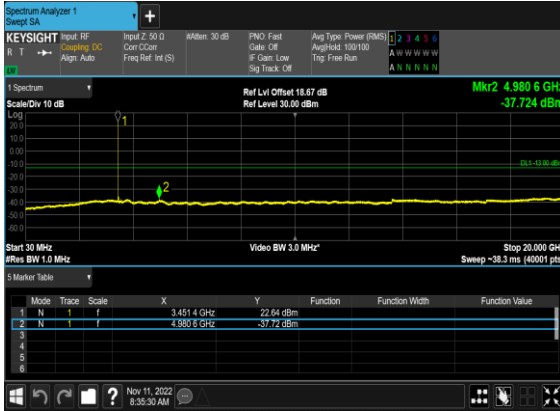 Spectrum Analyzer 1
Swept SA
+
KEYSIGHT Input: RF Input Z: 50 Ω #Atten: 30 dB PNO: Fast Avg Type: Power (RMS) 1 2 3 4 5 6
R T Coupling: DC Corr CCorr Gate: Off Avg|Hold: 100/100 A W W W W W
Align: Auto Freq Ref: Int (S) IF Gain: Low Trig: Free Run
Sig Track: Off A N N N N N
1 Spectrum Ref Lvl Offset 18.67 dB Mkr2 4.980 6 GHz
Scale/Div 10 dB Ref Level 30.00 dBm -37.724 dBm
Log
20.0
10.0
0.00
-10.0
-20.0
-30.0
-40.0
-50.0
-60.0
1
2
DL1 -13.00 dBm
Start 30 MHz Video BW 3.0 MHz* Stop 20.000 GHz
#Res BW 1.0 MHz Sweep ~38.3 ms (40001 pts)
5 Marker Table
Mode Trace Scale X Y Function Function Width Function Value
1 N 1 f 3.451 4 GHz 22.64 dBm
2 N 1 f 4.980 6 GHz -37.72 dBm
3
4
5
6
? Nov 11, 2022
8:35:30 AM